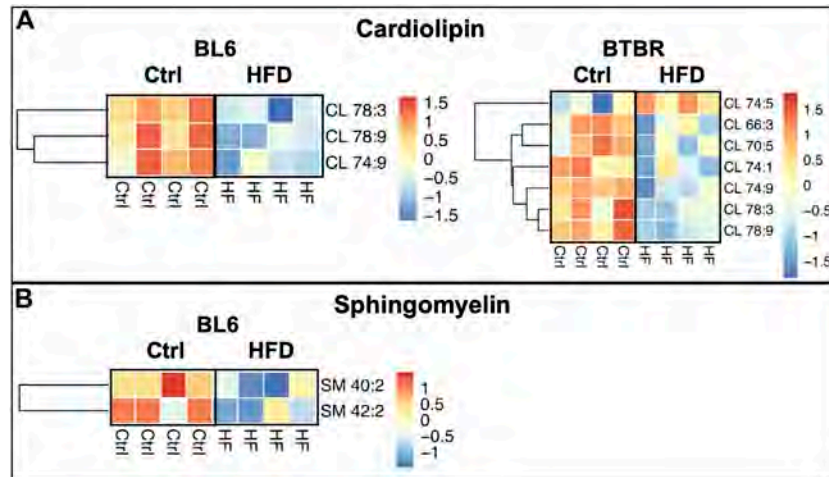 A
Cardiolipin
BL6
Ctrl HFD
CL 78:3
CL 78:9
CL 74:9
Ctrl Ctrl Ctrl Ctrl HF HF HF HF
1.5
1
0.5
0
−0.5
−1
−1.5
BTBR
Ctrl HFD
CL 74:5
CL 66:3
CL 70:5
CL 74:1
CL 74:9
CL 78:3
CL 78:9
Ctrl Ctrl Ctrl Ctrl HF HF HF HF
1.5
1
0.5
0
−0.5
−1
−1.5
B
Sphingomyelin
BL6
Ctrl HFD
SM 40:2
SM 42:2
Ctrl Ctrl Ctrl Ctrl HF HF HF HF
1
0.5
0
−0.5
−1